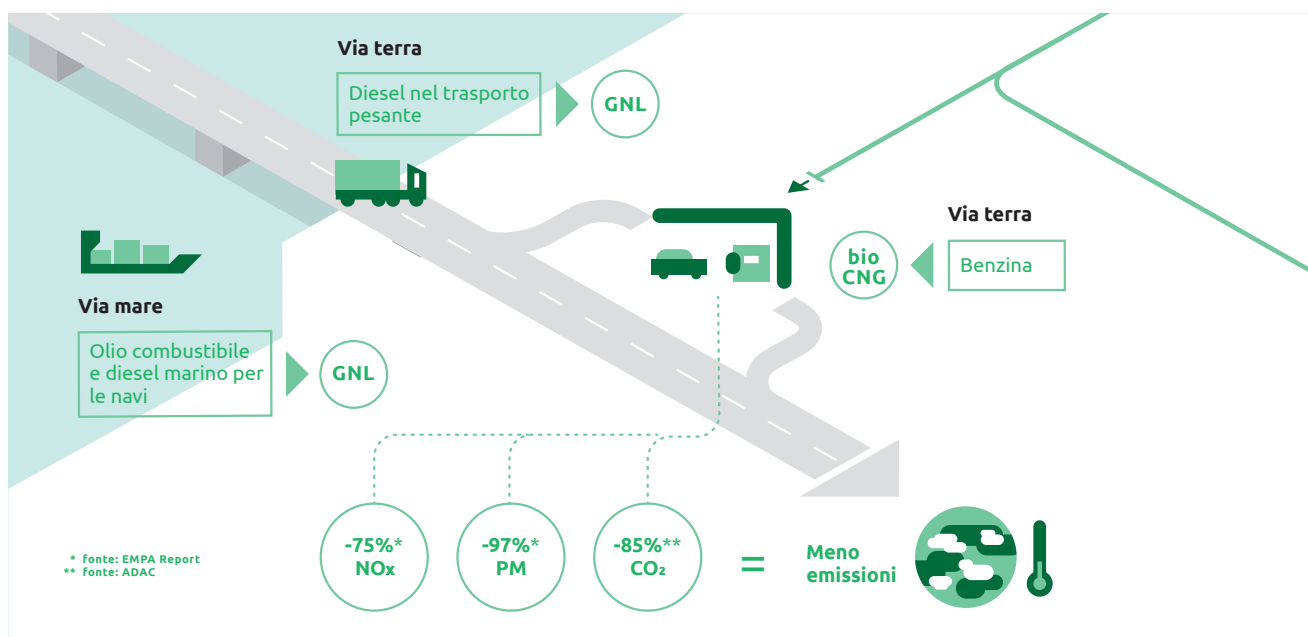 Via terra
Diesel nel trasporto
pesante
GNL
Via terra
Benzina
bio
CNG
Via mare
Olio combustibile
e diesel marino per
le navi
GNL
-75%*
NOx
-97%*
PM
-85%**
CO₂
=
Meno
emissioni
* fonte: EMPA Report
** fonte: ADAC